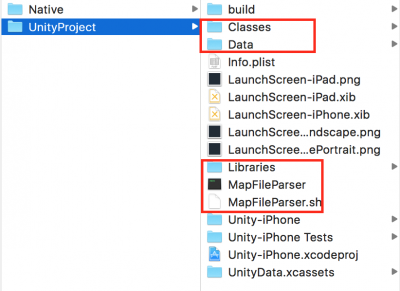 Native
UnityProject
build
Classes
Data
Info.plist
LaunchScreen-iPad.png
LaunchScreen-iPad.xib
LaunchScreen-iPhone.xib
LaunchScree...ndscape.png
LaunchScree...ePortrait.png
Libraries
MapFileParser
MapFileParser.sh
Unity-iPhone
Unity-iPhone Tests
Unity-iPhone.xcodeproj
UnityData.xcassets